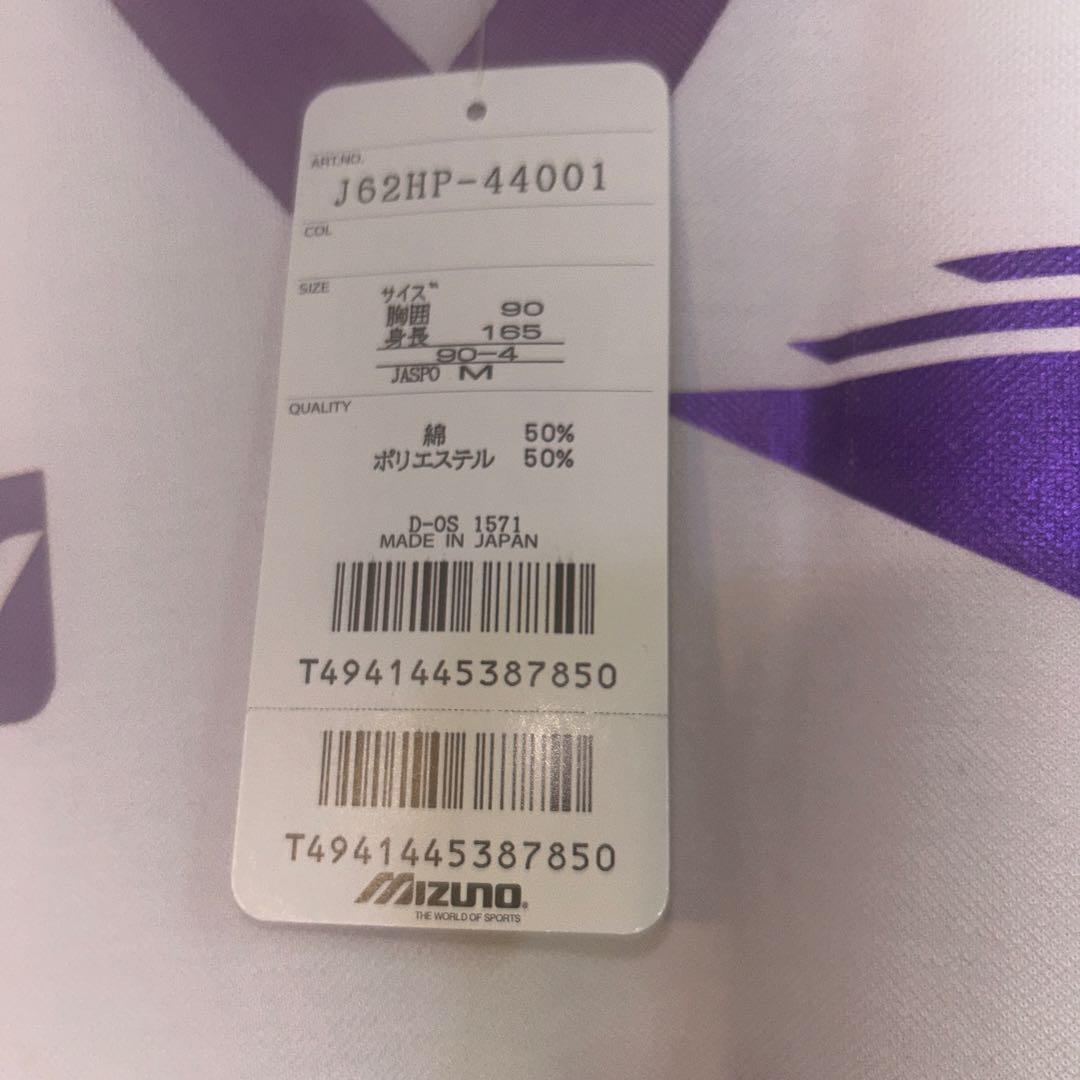 ART.NO.
J62HP-44001
COL
SIZE
サイズ
胸囲 90
身長 165
90-4
JASPO M
QUALITY
綿 50%
ポリエステル 50%
D-OS 1571
MADE IN JAPAN
T4941445387850
T4941445387850
MIZUNO®
THE WORLD OF SPORTS